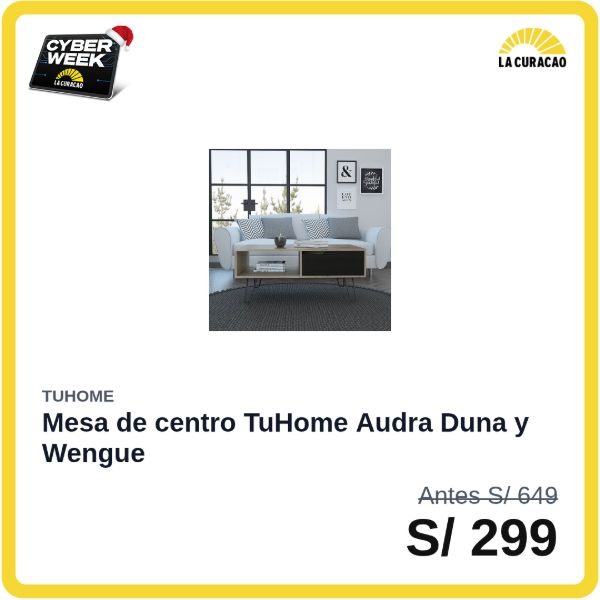 CYBER
WEEK
LA CURACAO
LA CURACAO
&
TUHOME
Mesa de centro TuHome Audra Duna y
Wengue
Antes S/ 649
S/ 299